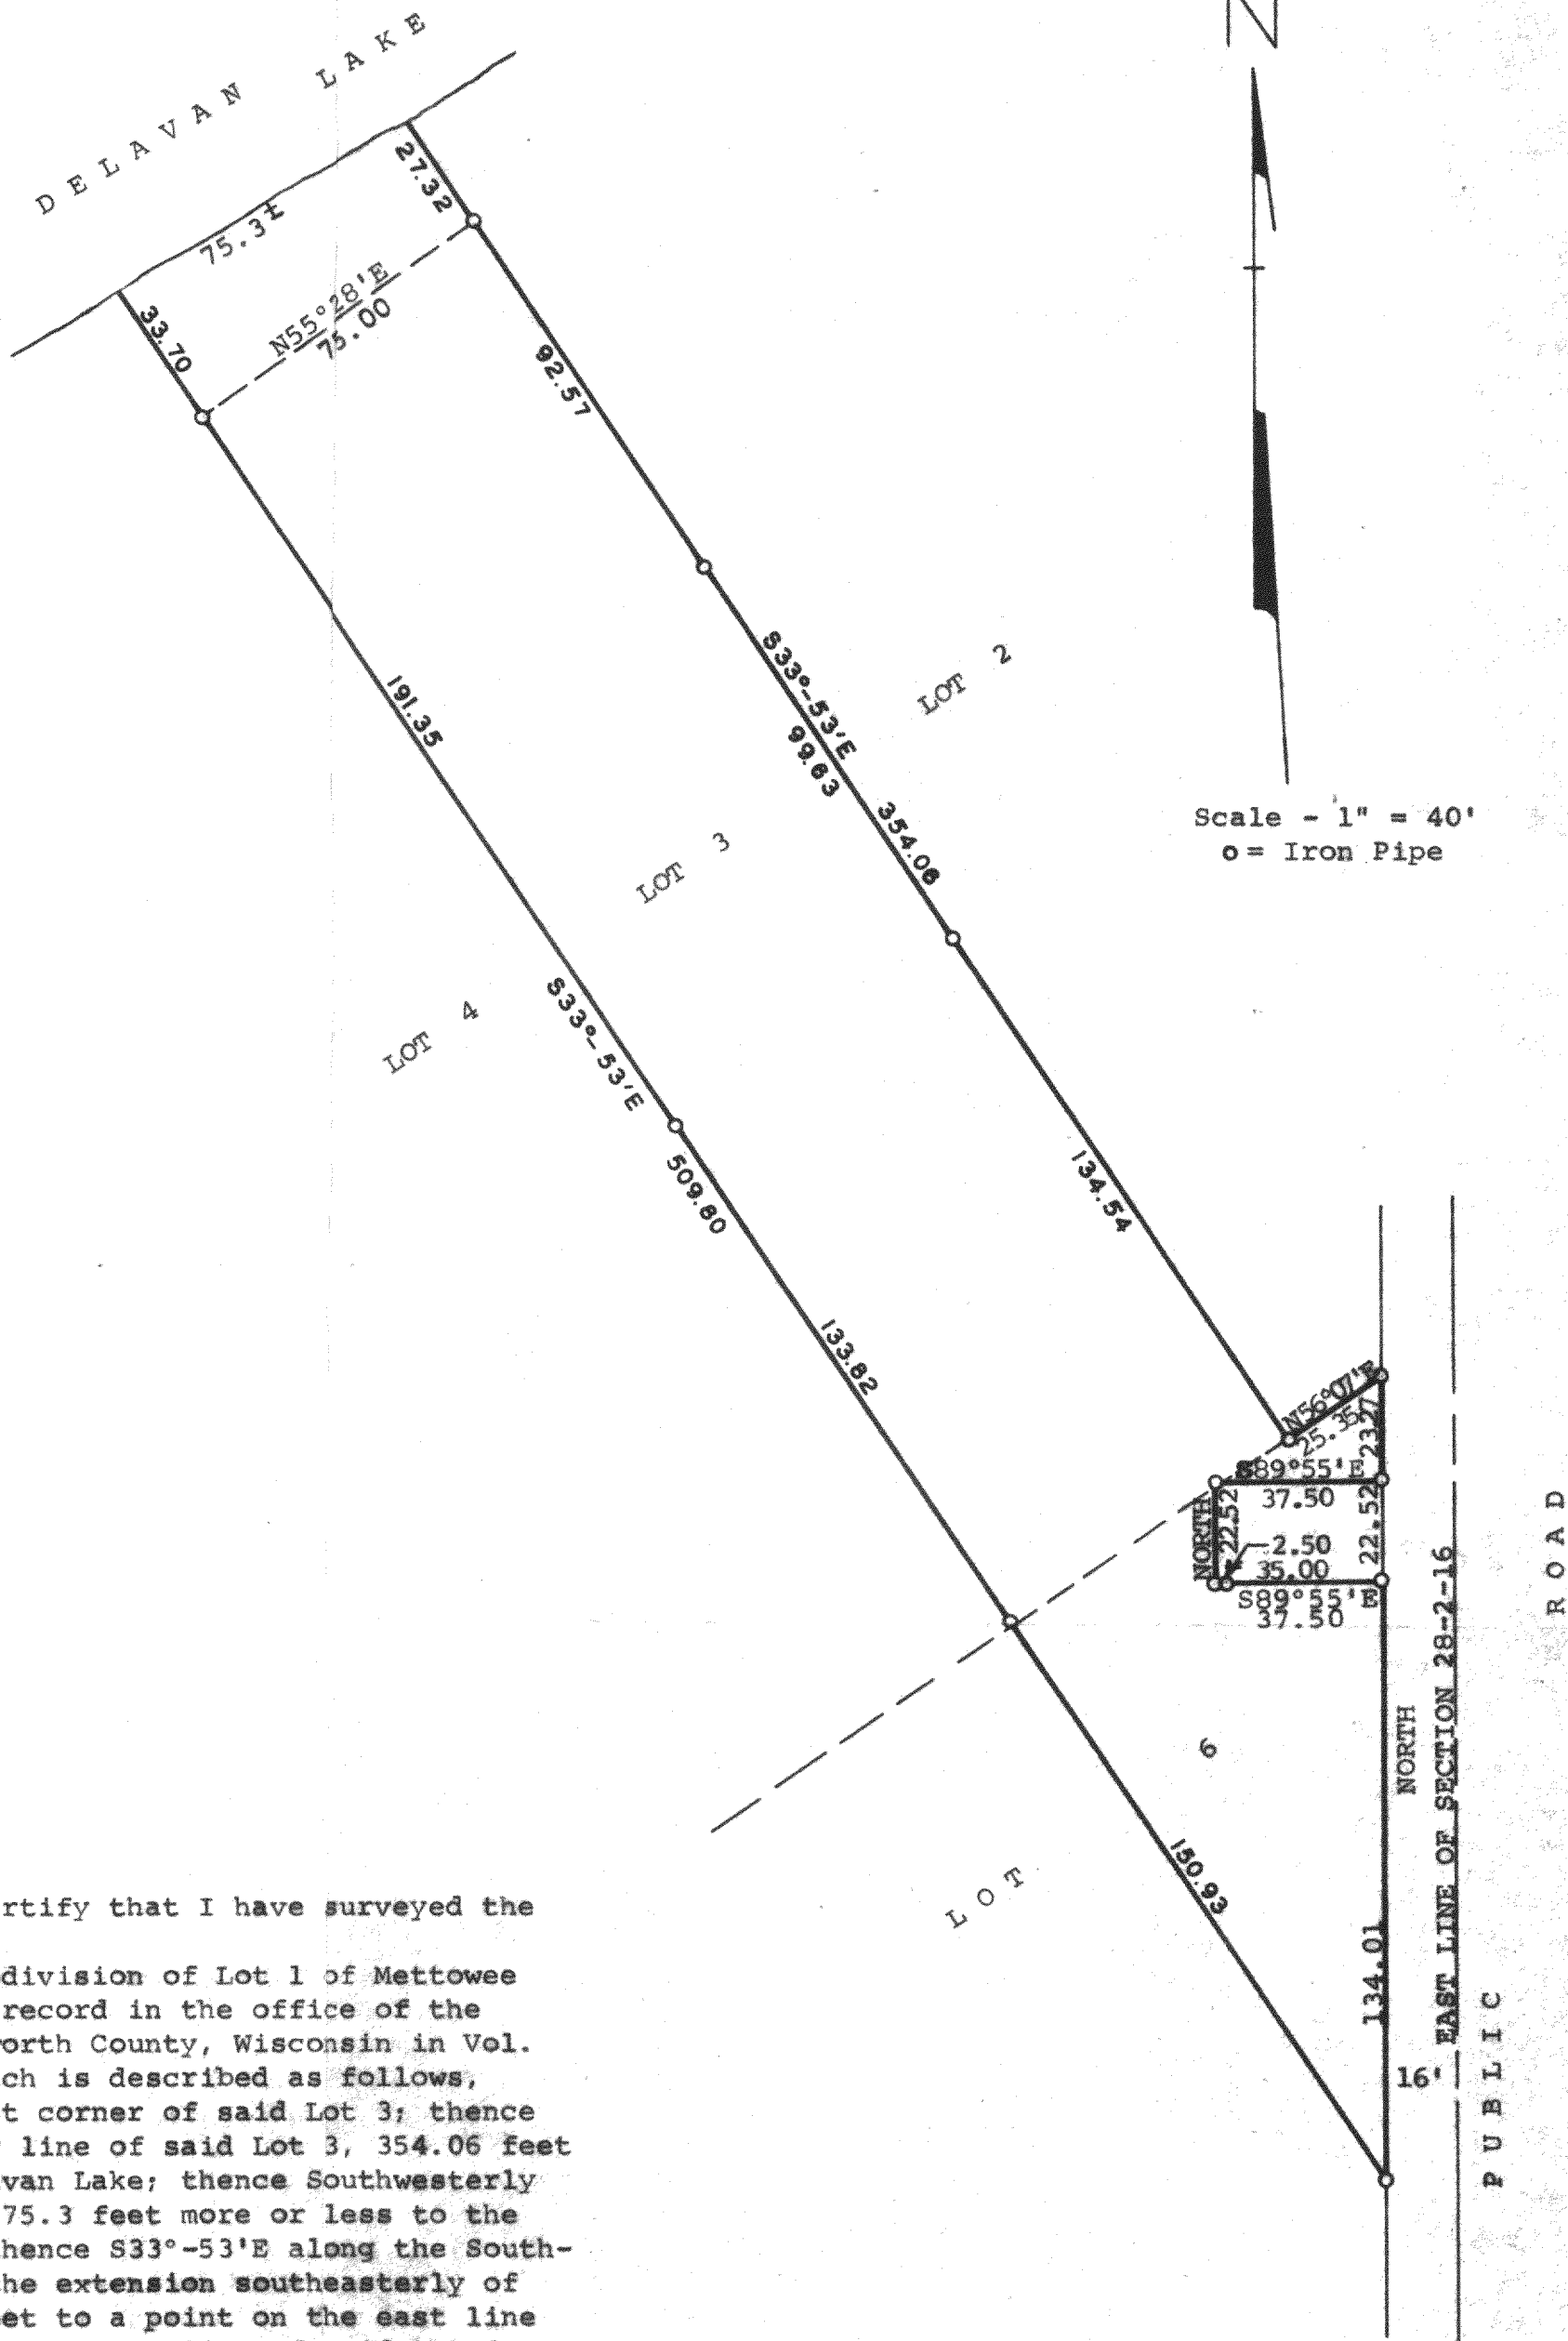 N
DELAVAN LAKE
75.3±
27.32
33.70
N55°28'E
75.00
92.57
191.35
S33°-53'E
99.63
354.06
LOT 2
Scale - 1" = 40'
o = Iron Pipe
LOT 3
LOT 4
S33°-53'E
509.80
134.54
133.82
N56°07'E
25.35
23.27
S89°55'E
37.50
NORTH
22.52
22.52
2.50
35.00
S89°55'E
37.50
LOT 6
150.93
NORTH
134.01
EAST LINE OF SECTION 28-2-16
16'
PUBLIC ROAD
rtify that I have surveyed the
division of Lot 1 of Mettowee
record in the office of the
orth County, Wisconsin in Vol.
ch is described as follows,
t corner of said Lot 3; thence
line of said Lot 3, 354.06 feet
van Lake; thence Southwesterly
75.3 feet more or less to the
hence S33°-53'E along the South-
he extension southeasterly of
et to a point on the east line